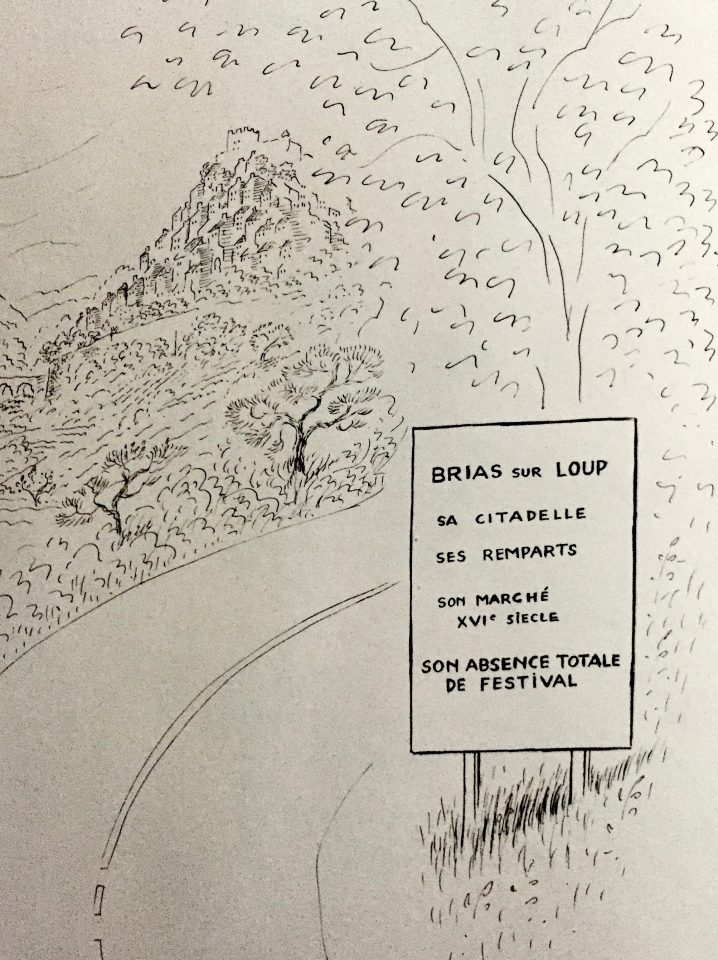 BRIAS SUR LOUP
SA CITADELLE
SES REMPARTS
SON MARCHÉ
XVIe SIECLE
SON ABSENCE TOTALE
DE FESTIVAL